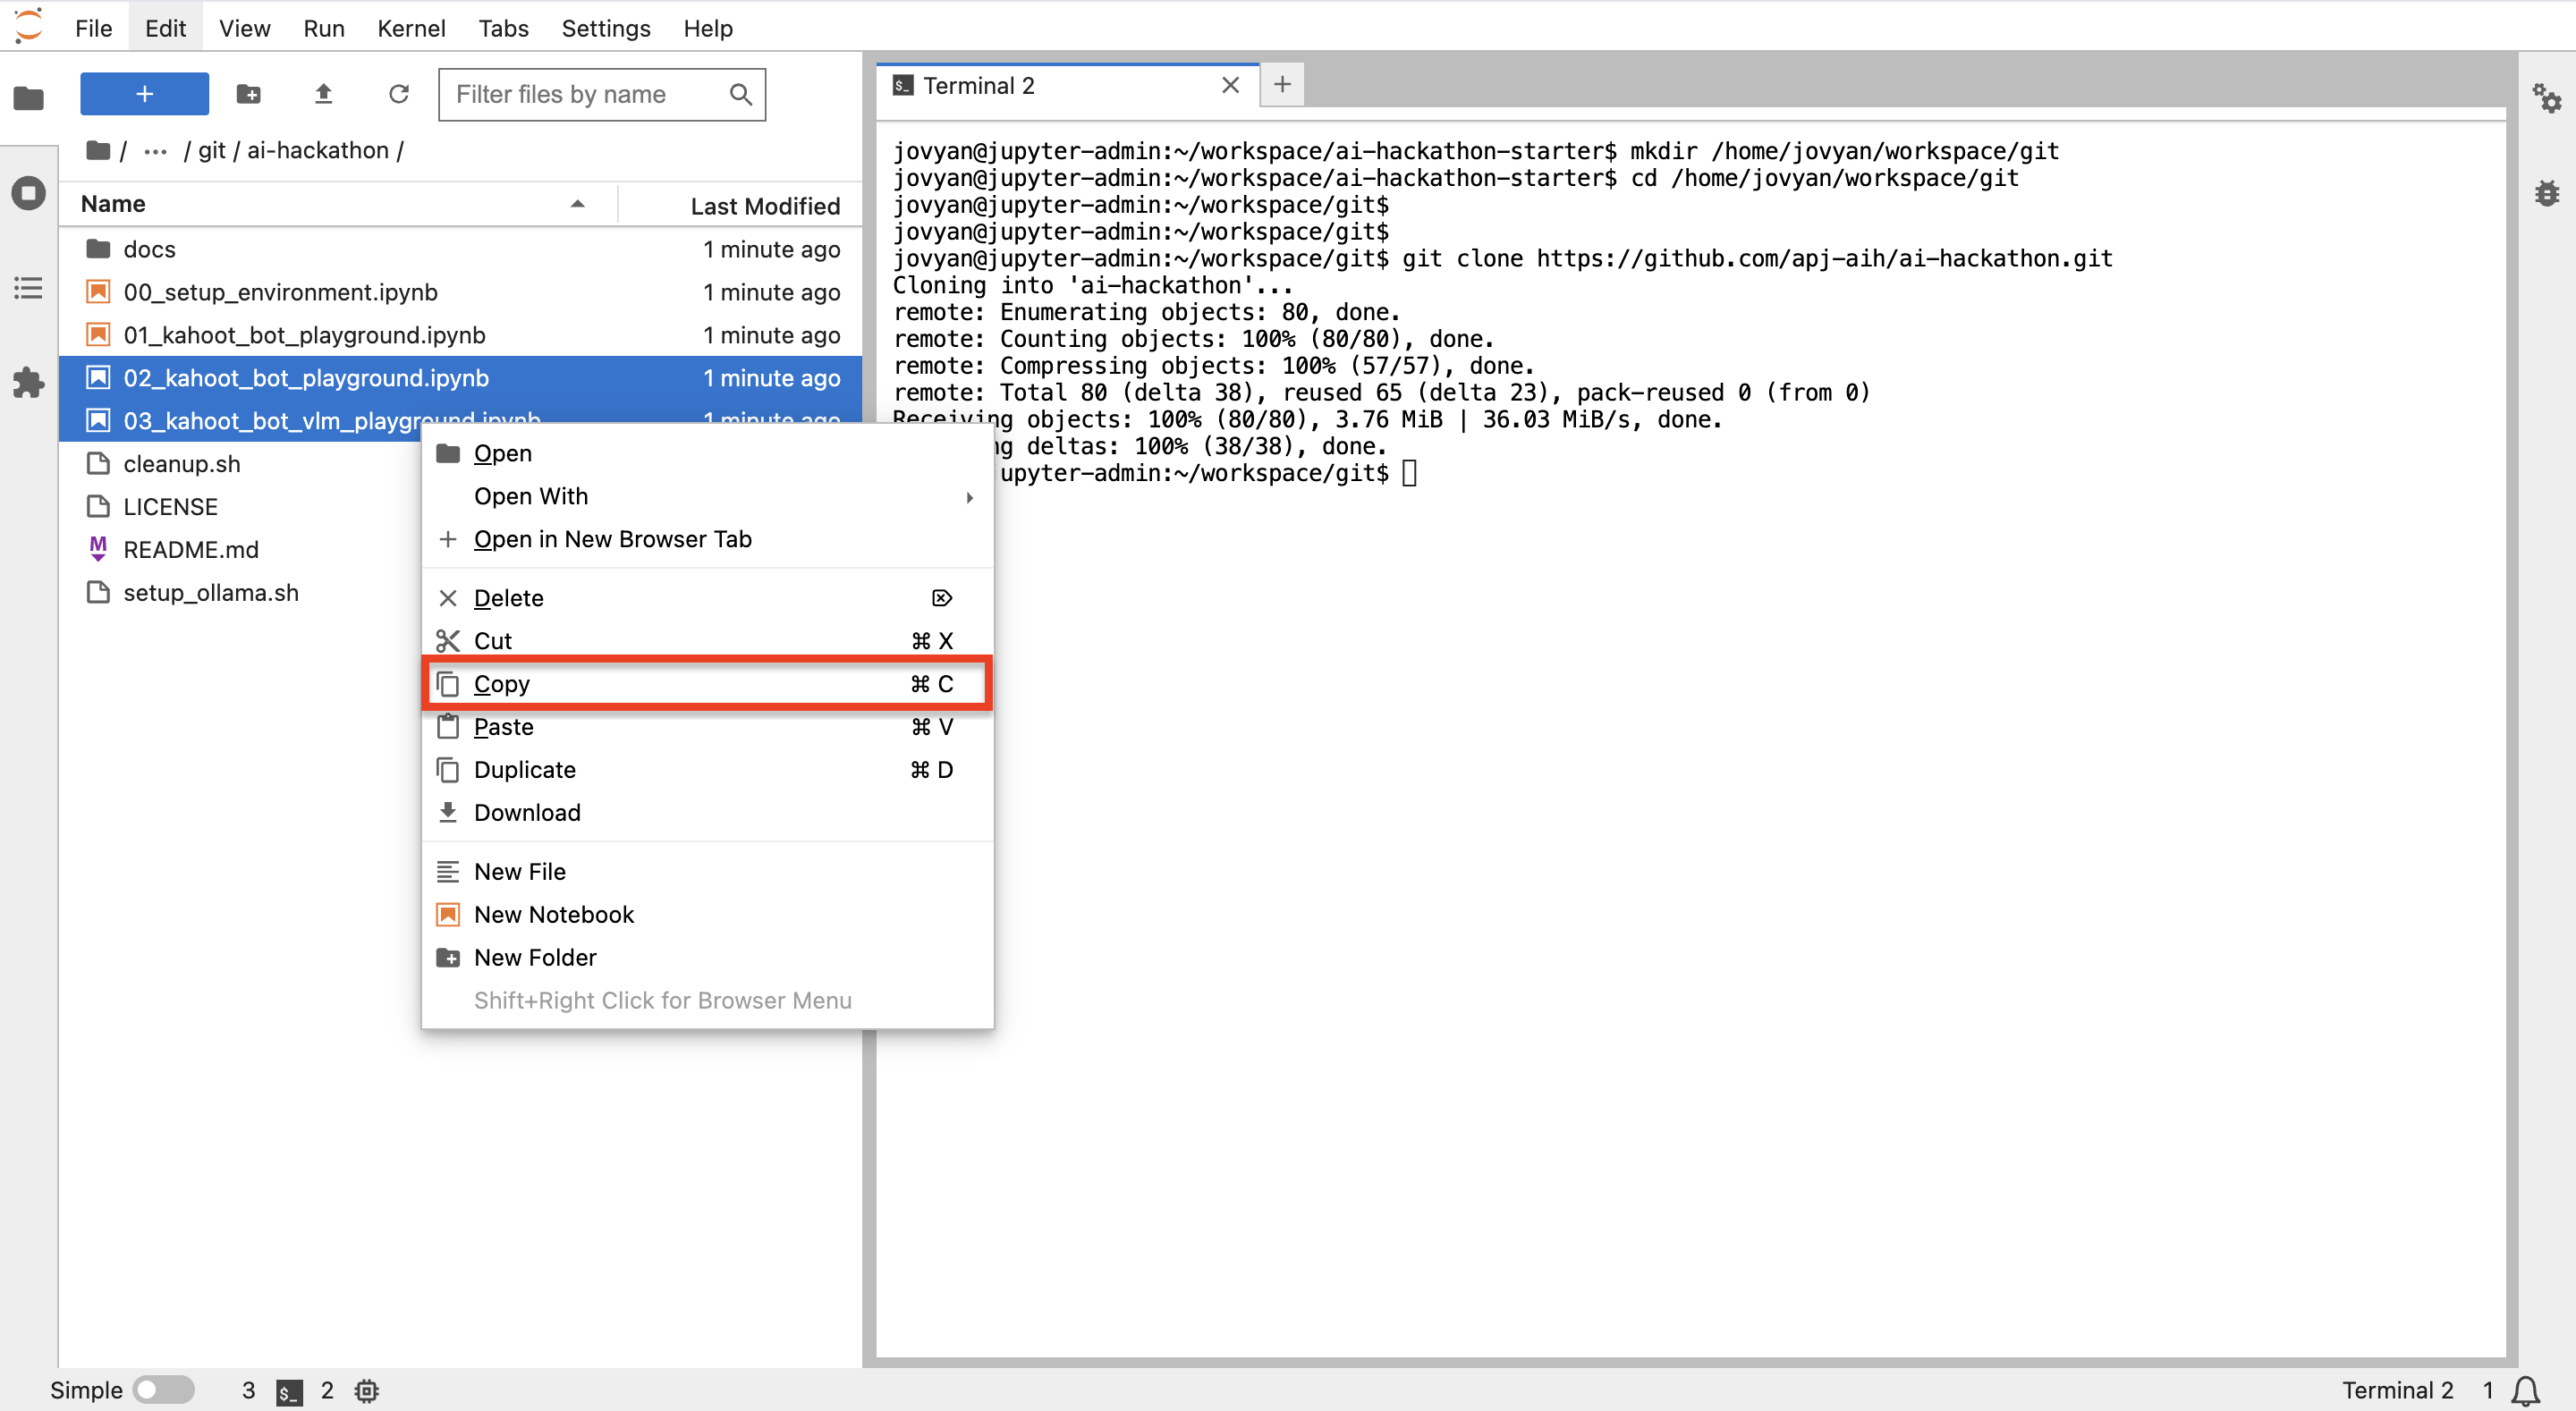 File Edit View Run Kernel Tabs Settings Help
+
Filter files by name
/ ... / git / ai-hackathon /
Name Last Modified
docs 1 minute ago
00_setup_environment.ipynb 1 minute ago
01_kahoot_bot_playground.ipynb 1 minute ago
02_kahoot_bot_playground.ipynb 1 minute ago
03_kahoot_bot_vlm_playground.ipynb 1 minute ago
cleanup.sh
LICENSE
README.md
setup_ollama.sh
Open
Open With
Open in New Browser Tab
Delete
Cut ⌘ X
Copy ⌘ C
Paste ⌘ V
Duplicate ⌘ D
Download
New File
New Notebook
New Folder
Shift+Right Click for Browser Menu
Terminal 2
jovyan@jupyter-admin:~/workspace/ai-hackathon-starter$ mkdir /home/jovyan/workspace/git
jovyan@jupyter-admin:~/workspace/ai-hackathon-starter$ cd /home/jovyan/workspace/git
jovyan@jupyter-admin:~/workspace/git$
jovyan@jupyter-admin:~/workspace/git$
jovyan@jupyter-admin:~/workspace/git$ git clone https://github.com/apj-aih/ai-hackathon.git
Cloning into 'ai-hackathon'...
remote: Enumerating objects: 80, done.
remote: Counting objects: 100% (80/80), done.
remote: Compressing objects: 100% (57/57), done.
remote: Total 80 (delta 38), reused 65 (delta 23), pack-reused 0 (from 0)
Receiving objects: 100% (80/80), 3.76 MiB | 36.03 MiB/s, done.
ng deltas: 100% (38/38), done.
upyter-admin:~/workspace/git$
Simple 3 $_ 2 Terminal 2 1